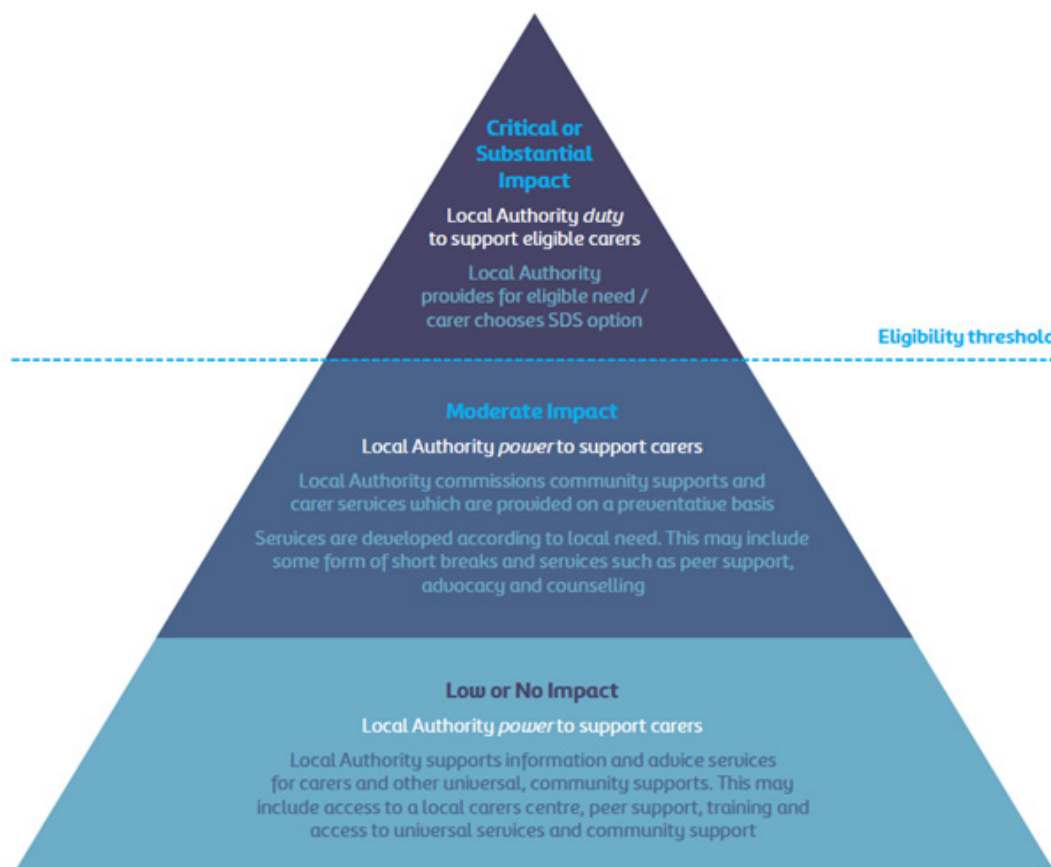 Critical or
Substantial
Impact
Local Authority duty
to support eligible carers
Local Authority
provides for eligible need /
carer chooses SDS option
Eligibility threshold
Moderate Impact
Local Authority power to support carers
Local Authority commissions community supports and
carer services which are provided on a preventative basis
Services are developed according to local need. This may include
some form of short breaks and services such as peer support,
advocacy and counselling
Low or No Impact
Local Authority power to support carers
Local Authority supports information and advice services
for carers and other universal, community supports. This may
include access to a local carers centre, peer support, training and
access to universal services and community support